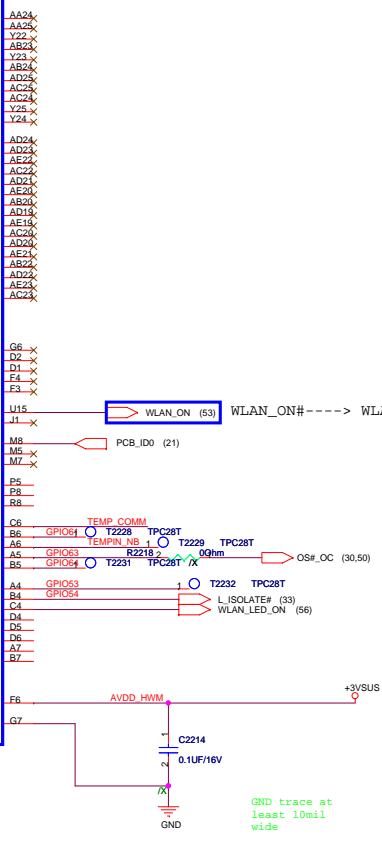 AA24
AA25
Y22
AB23
Y23
AB24
AD25
AC25
AC24
Y25
Y24
AD24
AD23
AE22
AC22
AD21
AE20
AB20
AD19
AE19
AC20
AD20
AE21
AB22
AD22
AE23
AC23
G6
D2
D1
F4
F3
U15 WLAN_ON (53) WLAN_ON#----> WLA
J1
M8 PCB_ID0 (21)
M5
M7
P5
P8
R8
C6 TEMP_COMM
B6 GPIO61 1 T2228 TPC28T
A6 TEMPIN_NB 1 T2229 TPC28T
A5 GPIO63 R2218 2 0Ohm OS#_OC (30,50)
B5 GPIO64 T2231 TPC28T /X
A4 GPIO53 1 T2232 TPC28T
B4 GPIO54 L_ISOLATE# (33)
C4 WLAN_LED_ON (56)
D4
D5
D6
A7
B7
+3VSUS
F6 AVDD_HWM
G7
1 C2214
0.1UF/16V
2
/X
GND
GND trace at
least 10mil
wide